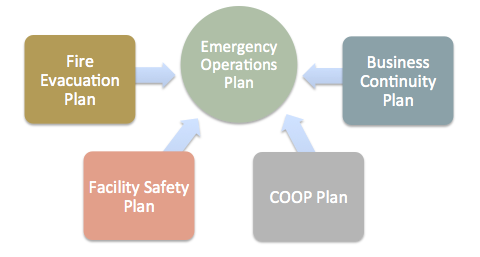 Fire
Evacuation
Plan
Emergency
Operations
Plan
Business
Continuity
Plan
Facility Safety
Plan
COOP Plan